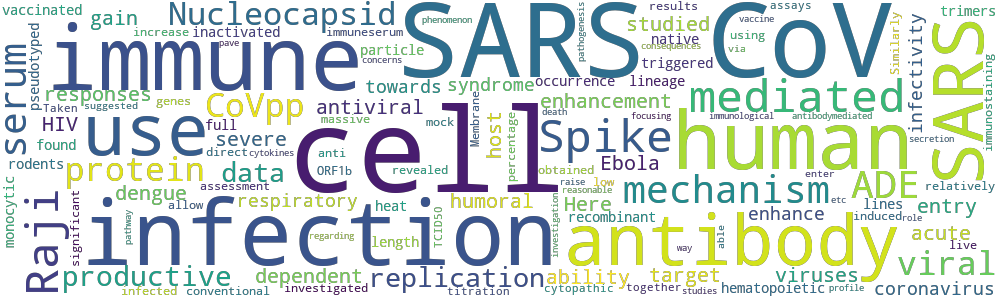 vaccinated
gain
Nucleocapsid
SARS CoV
phenomenon
results
assays
trimers
increase
pave
inactivated
immuneserum
studied
vaccine
using
native
concerns
particle
pathogenesis
consequences
via
Similarly
pseudotyped
immune
serum
responses
towards
syndrome
occurrence
lineage
triggered
mediated
infectivity
SARS
immunostaining
Taken
suggested
genes
CoVpp
antiviral
enhancement
death
focusing
immunological
antibodymediated
HIV
use
full
massive
mock
Membrane
host
percentage
Spike
human
secretion
found
severe
direct
cytokines
anti
cell
rodents
protein
data
ORF1b
revealed
obtained
Ebola
raise
low
reasonable
mechanism
enter
etc
ADE
relatively
monocytic
Raji
dengue
assessment
respiratory
humoral
Here
recombinant
enhance
lines
induced
role
entry
significant
pathway
infection
allow
heat
regarding
length
TCID50
investigation
antibody
way
able
acute
live
viral
productive
dependent
investigated
replication
ability
target
together
studies
viruses
hematopoietic
profile
coronavirus
infected
conventional
titration
cytopathic